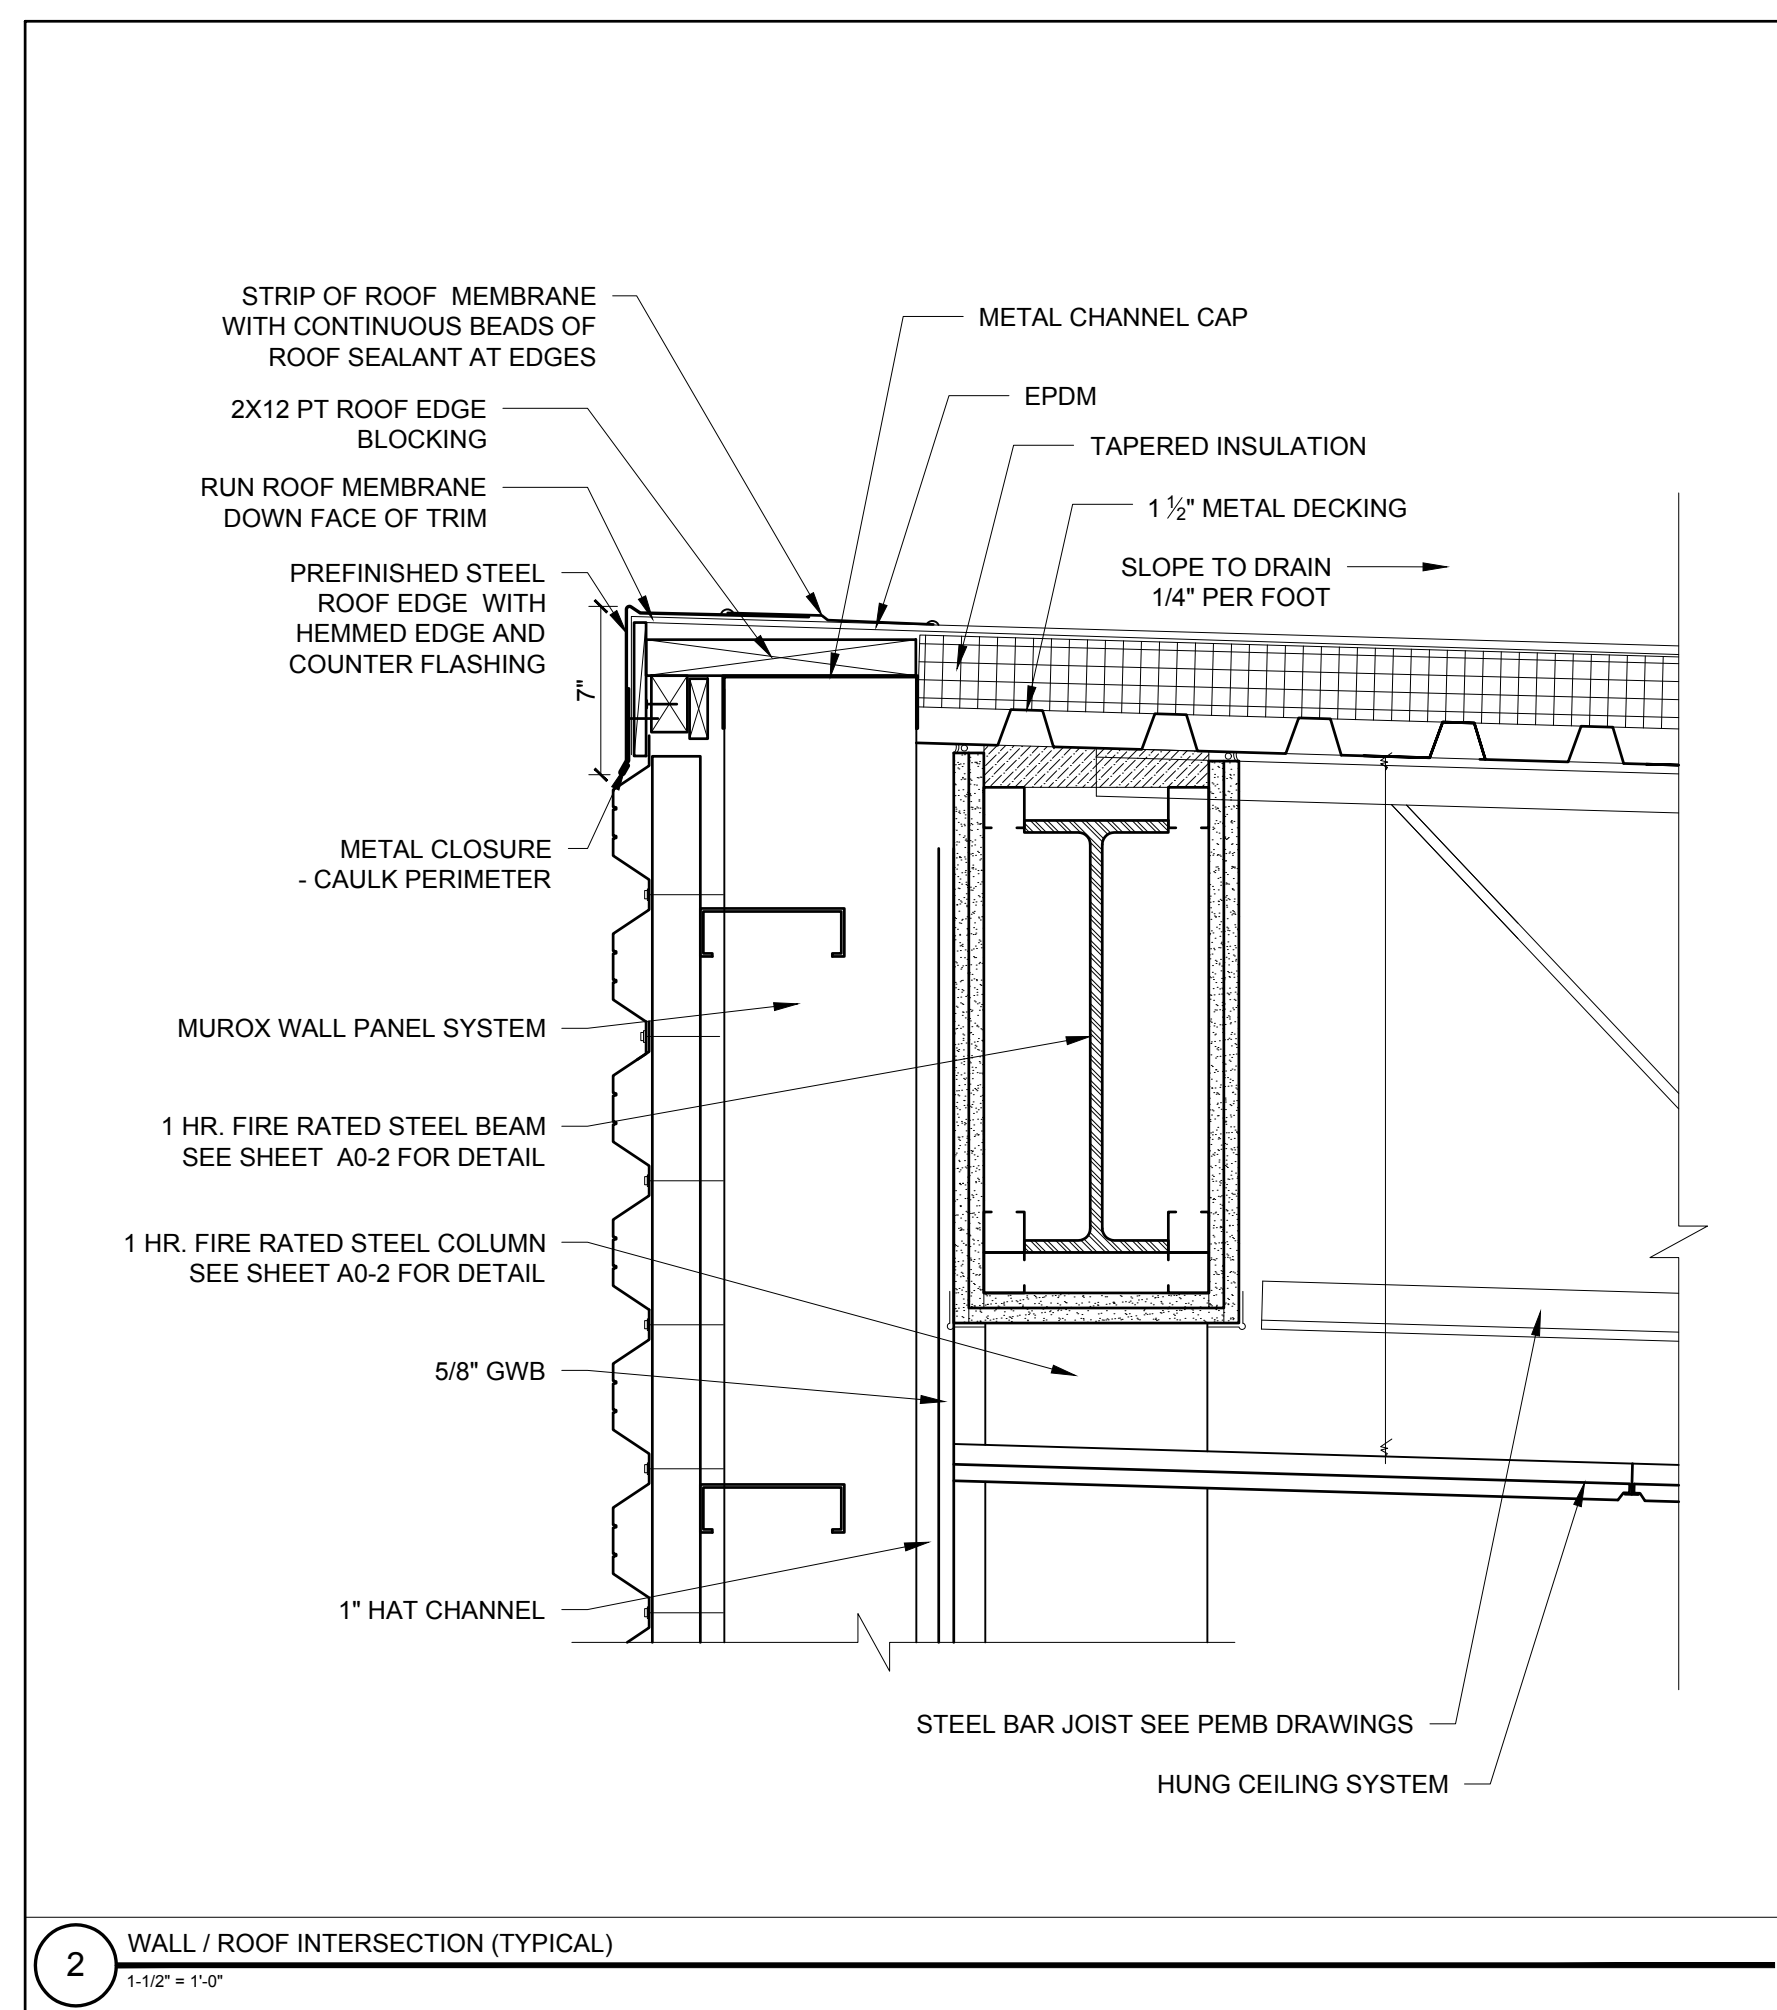 STRIP OF ROOF MEMBRANE
WITH CONTINUOUS BEADS OF
ROOF SEALANT AT EDGES
2X12 PT ROOF EDGE
BLOCKING
RUN ROOF MEMBRANE
DOWN FACE OF TRIM
PREFINISHED STEEL
ROOF EDGE WITH
HEMMED EDGE AND
COUNTER FLASHING
7"
METAL CLOSURE
- CAULK PERIMETER
MUROX WALL PANEL SYSTEM
1 HR. FIRE RATED STEEL BEAM
SEE SHEET A0-2 FOR DETAIL
1 HR. FIRE RATED STEEL COLUMN
SEE SHEET A0-2 FOR DETAIL
5/8" GWB
1" HAT CHANNEL
METAL CHANNEL CAP
EPDM
TAPERED INSULATION
1 ½" METAL DECKING
SLOPE TO DRAIN
1/4" PER FOOT
STEEL BAR JOIST SEE PEMB DRAWINGS
HUNG CEILING SYSTEM
2
WALL / ROOF INTERSECTION (TYPICAL)
1-1/2" = 1'-0"